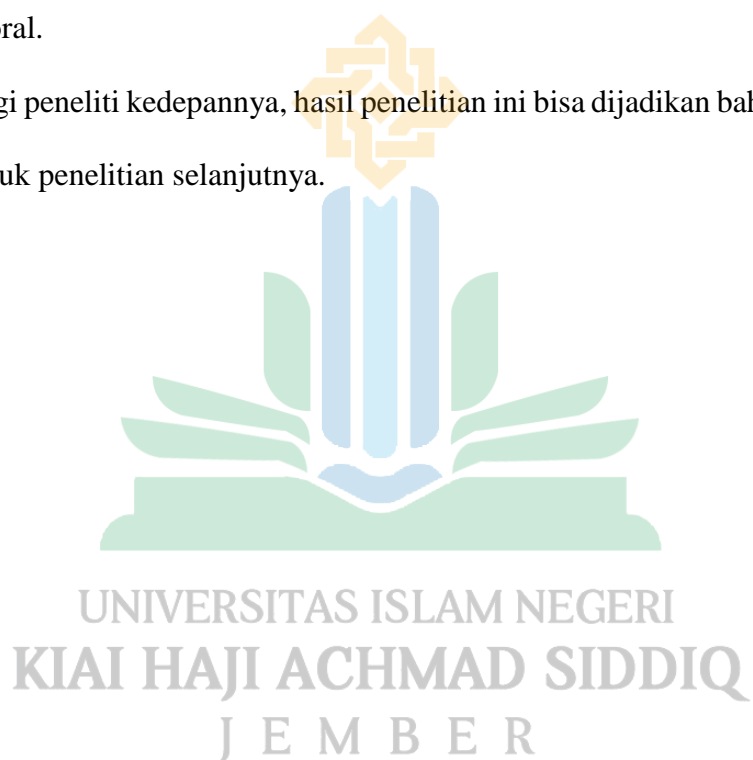 oral.
gi peneliti kedepannya, hasil penelitian ini bisa dijadikan bah
uk penelitian selanjutnya.
UNIVERSITAS ISLAM NEGERI
KIAI HAJI ACHMAD SIDDIQ
JEMBER